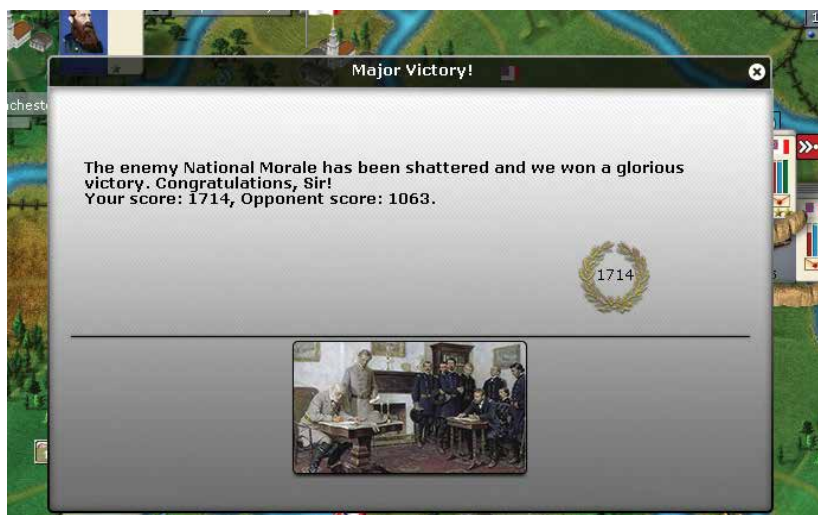 Major Victory!
The enemy National Morale has been shattered and we won a glorious
victory. Congratulations, Sir!
Your score: 1714, Opponent score: 1063.
1714